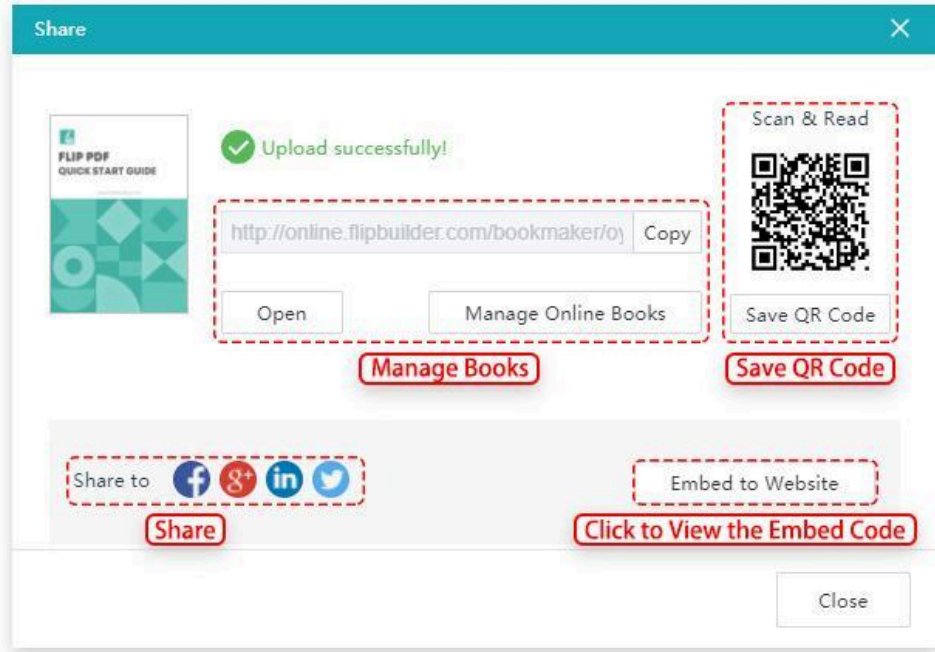 Share
FLIP PDF
QUICK START GUIDE
Upload successfully!
http://online.flipbuilder.com/bookmaker/oy
Copy
Open
Manage Online Books
Manage Books
Scan & Read
Save QR Code
Save QR Code
Share to
Share
Embed to Website
Click to View the Embed Code
Close